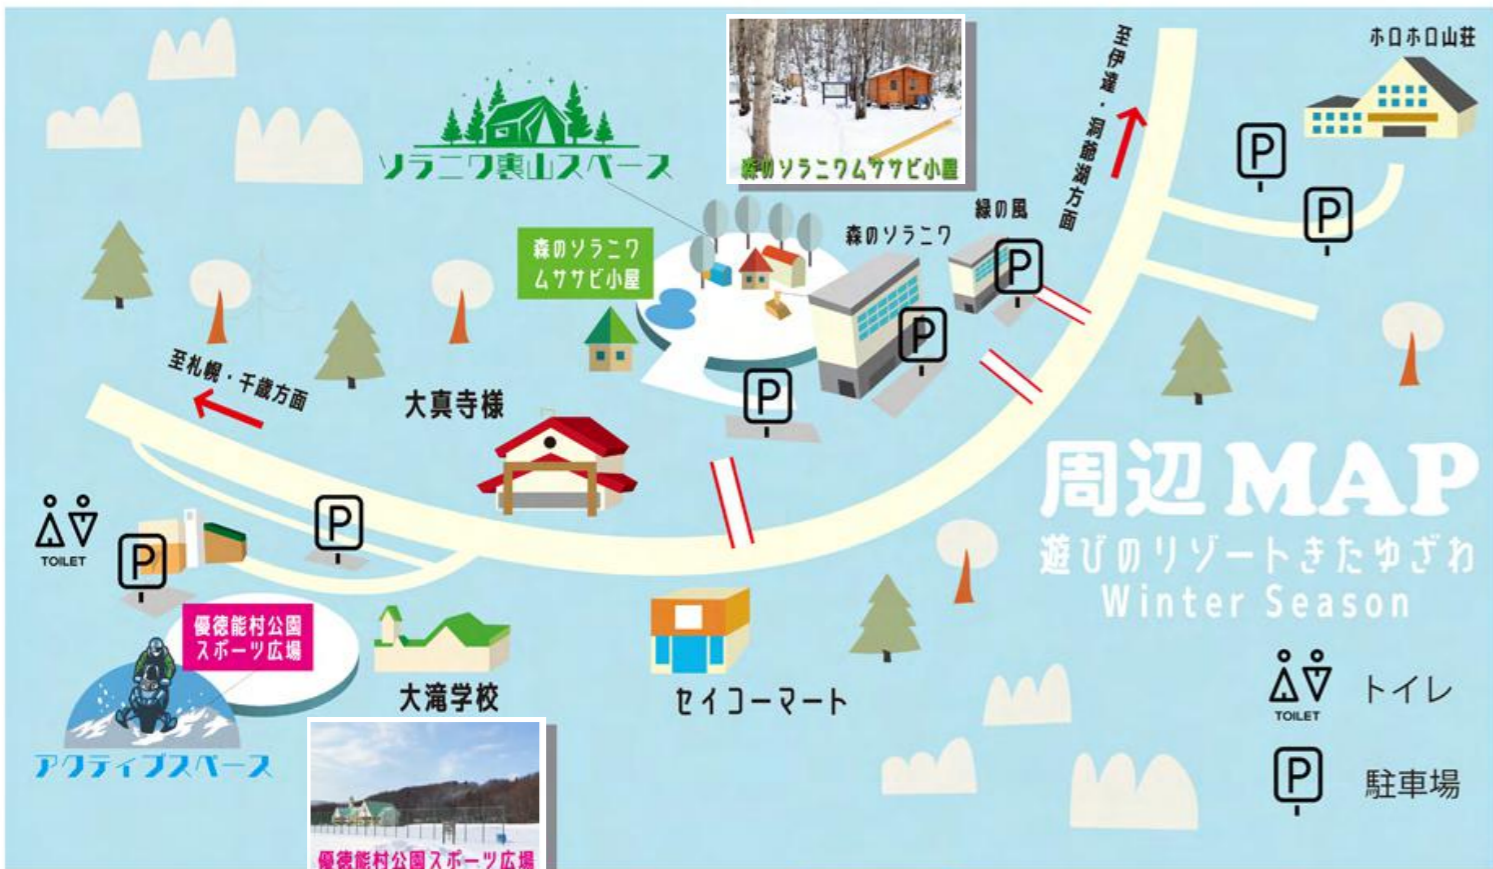 ホロホロ山荘
至伊達・洞爺湖方面
P
P
ソラニワ裏山スペース
森のソラニワムササビ小屋
緑の風
森のソラニワ
森のソラニワ
ムササビ小屋
P
P
P
至札幌・千歳方面
大真寺様
周辺MAP
遊びのリゾートきたゆざわ
Winter Season
TOILET
P
P
優徳能村公園
スポーツ広場
大滝学校
セイコーマート
アクティブスペース
優徳能村公園スポーツ広場
TOILET
トイレ
P
駐車場